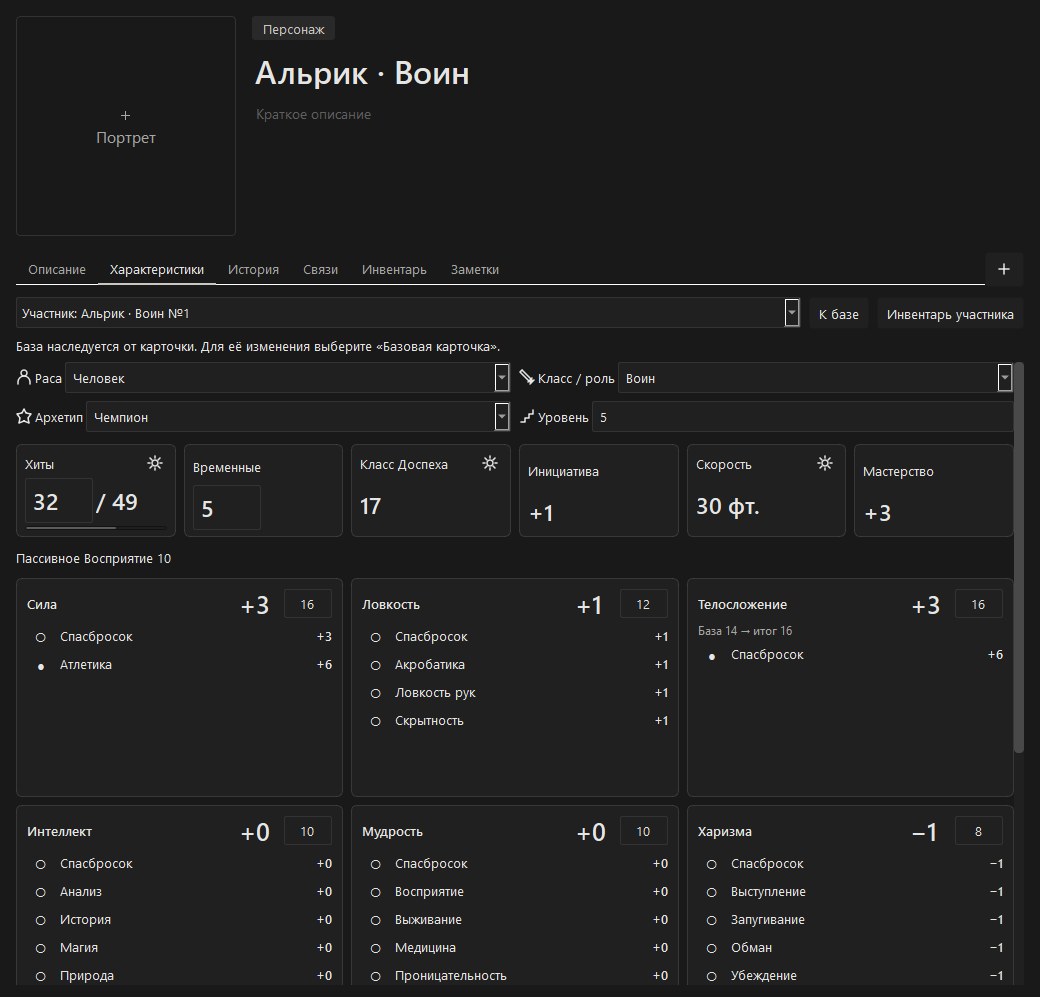 Персонаж
Альрик · Воин
Краткое описание
+
Портрет
Описание Характеристики История Связи Инвентарь Заметки +
Участник: Альрик · Воин №1 К базе Инвентарь участника
База наследуется от карточки. Для её изменения выберите «Базовая карточка».
Раса Человек Класс / роль Воин
Архетип Чемпион Уровень 5
Хиты Временные Класс Доспеха Инициатива Скорость Мастерство
32 / 49 5 17 +1 30 фт. +3
Пассивное Восприятие 10
Сила +3 16
Спасбросок +3
Атлетика +6
Ловкость +1 12
Спасбросок +1
Акробатика +1
Ловкость рук +1
Скрытность +1
Телосложение +3 16
База 14 → итог 16
Спасбросок +6
Интеллект +0 10
Спасбросок +0
Анализ +0
История +0
Магия +0
Природа +0
Мудрость +0 10
Спасбросок +0
Восприятие +0
Выживание +0
Медицина +0
Проницательность +0
Харизма −1 8
Спасбросок −1
Выступление −1
Запугивание −1
Обман −1
Убеждение −1